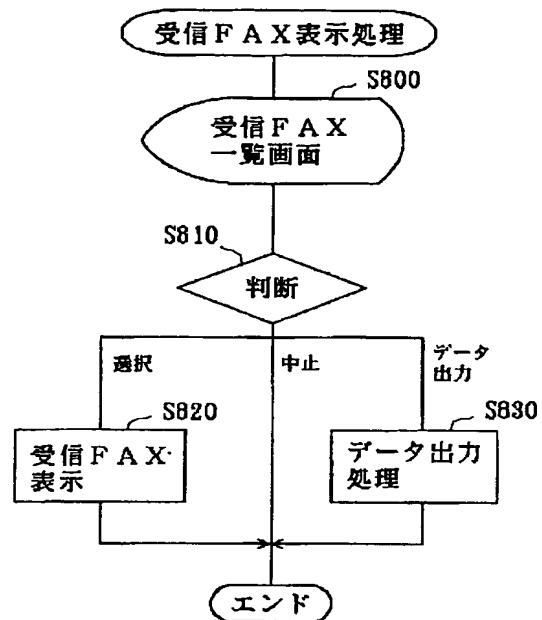 受信ＦＡＸ表示処理
S800
受信ＦＡＸ
一覧画面
S810
判断
選択
中止
データ
出力
S820
受信ＦＡＸ
表示
S830
データ出力
処理
エンド